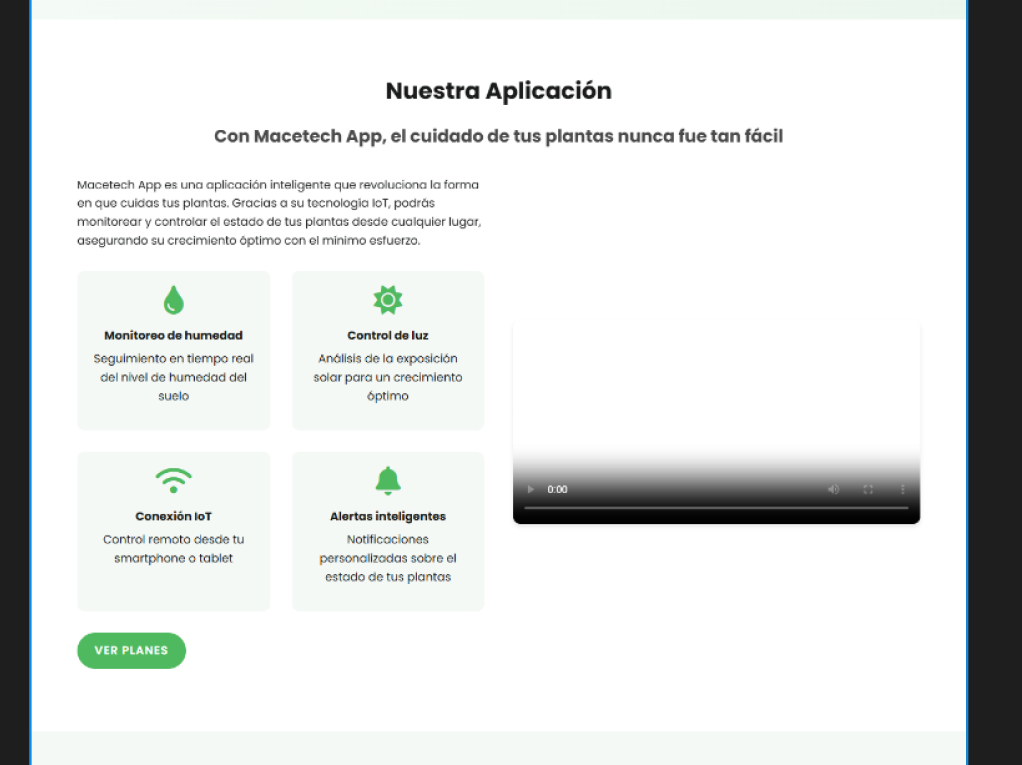 Nuestra Aplicación
Con Macetech App, el cuidado de tus plantas nunca fue tan fácil
Macetech App es una aplicación inteligente que revoluciona la forma
en que cuidas tus plantas. Gracias a su tecnología IoT, podrás
monitorear y controlar el estado de tus plantas desde cualquier lugar,
asegurando su crecimiento óptimo con el mínimo esfuerzo.
Monitoreo de humedad
Seguimiento en tiempo real
del nivel de humedad del
suelo
Control de luz
Análisis de la exposición
solar para un crecimiento
óptimo
Conexión IoT
Control remoto desde tu
smartphone o tablet
Alertas inteligentes
Notificaciones
personalizadas sobre el
estado de tus plantas
0:00
VER PLANES